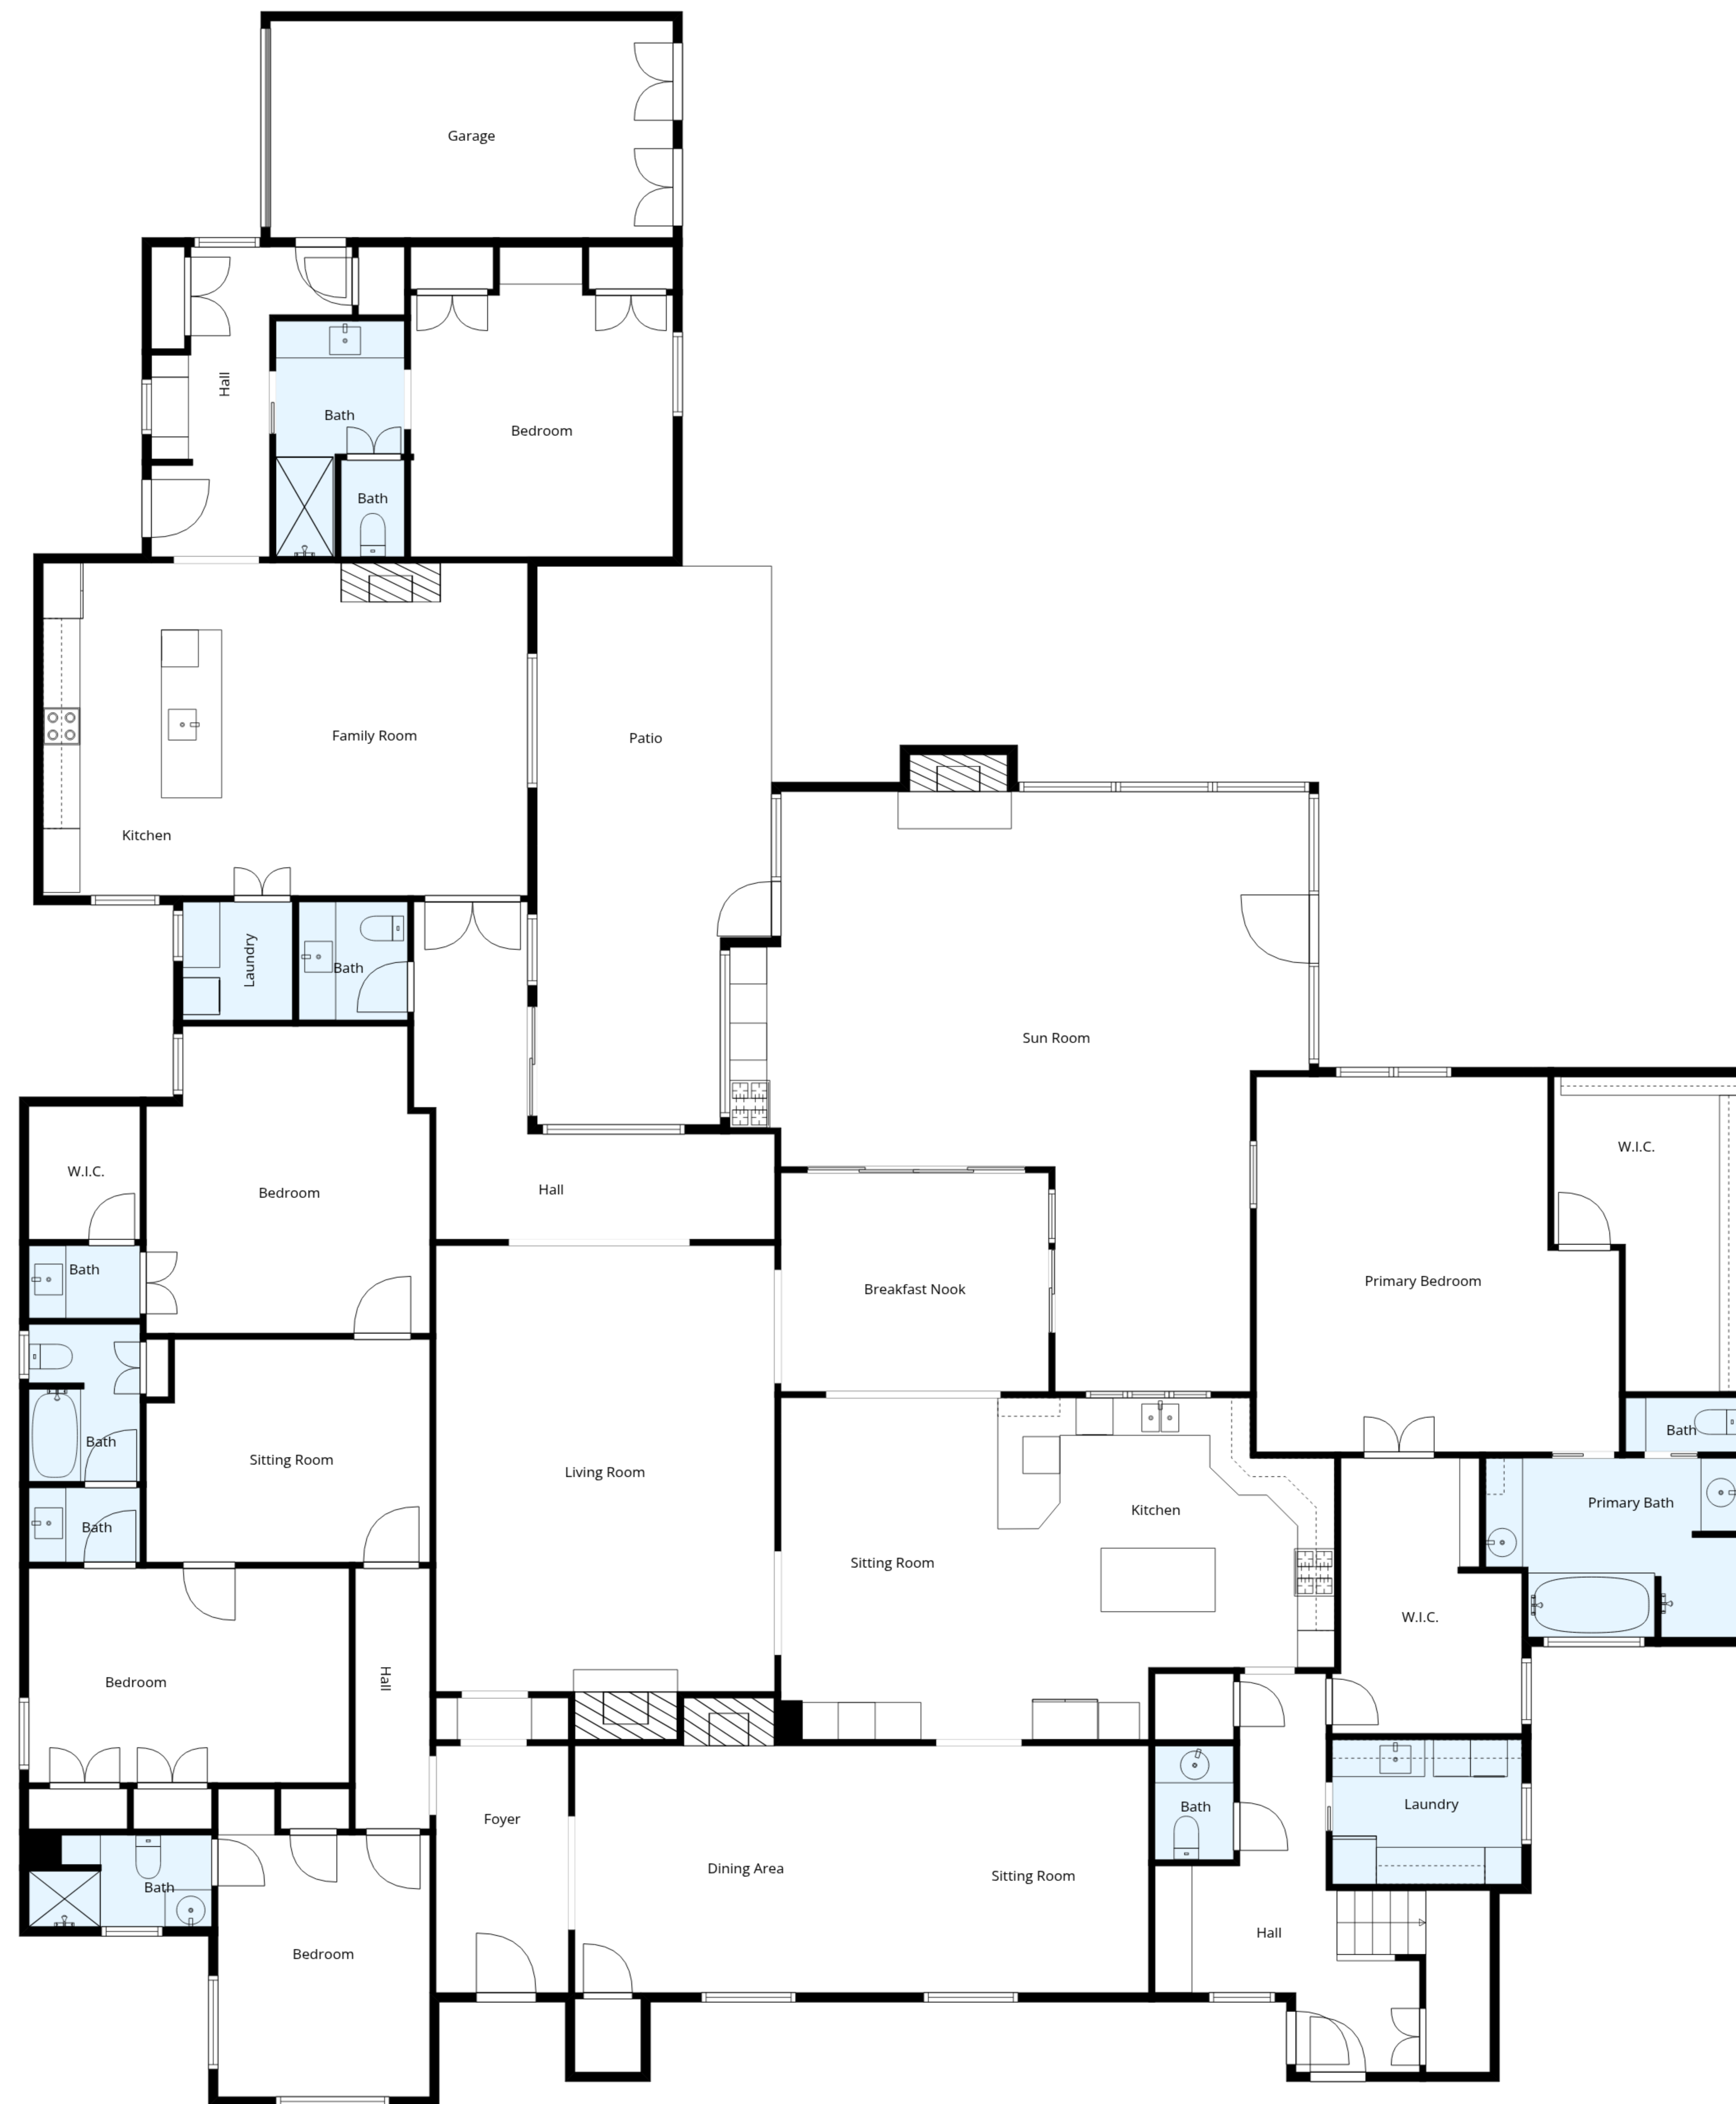 Garage
Hall
Bath
Bedroom
Bath
Family Room
Patio
Kitchen
Laundry
Bath
Sun Room
W.I.C.
W.I.C.
Hall
Bedroom
Bath
Primary Bedroom
Breakfast Nook
Bath
Bath
Sitting Room
Living Room
Primary Bath
Kitchen
Bath
Sitting Room
W.I.C.
Bedroom
Hall
Laundry
Bath
Foyer
Dining Area
Sitting Room
Bath
Hall
Bedroom